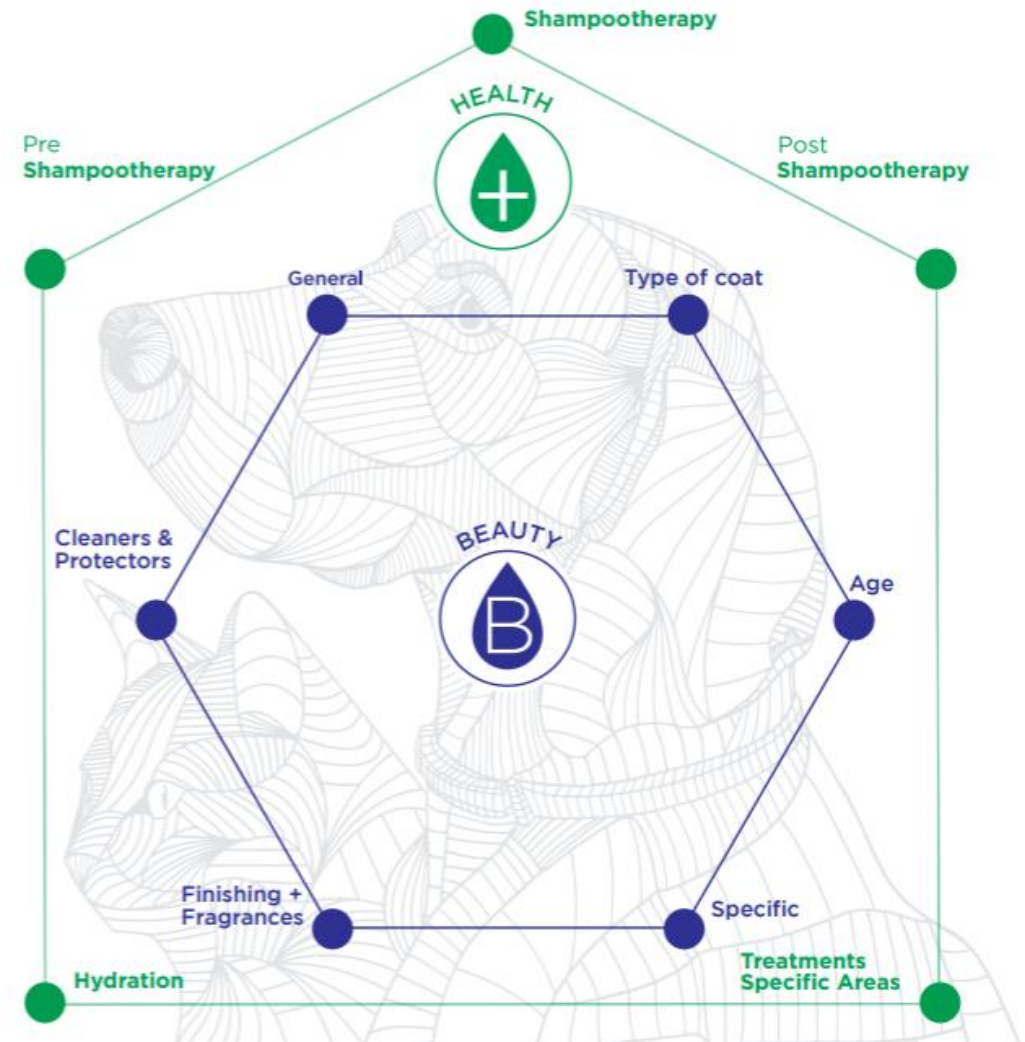 Shampootherapy
HEALTH
Pre
Shampootherapy
Post
Shampootherapy
General
Type of coat
Cleaners &
Protectors
BEAUTY
B
Age
Finishing +
Fragrances
Specific
Hydration
Treatments
Specific Areas